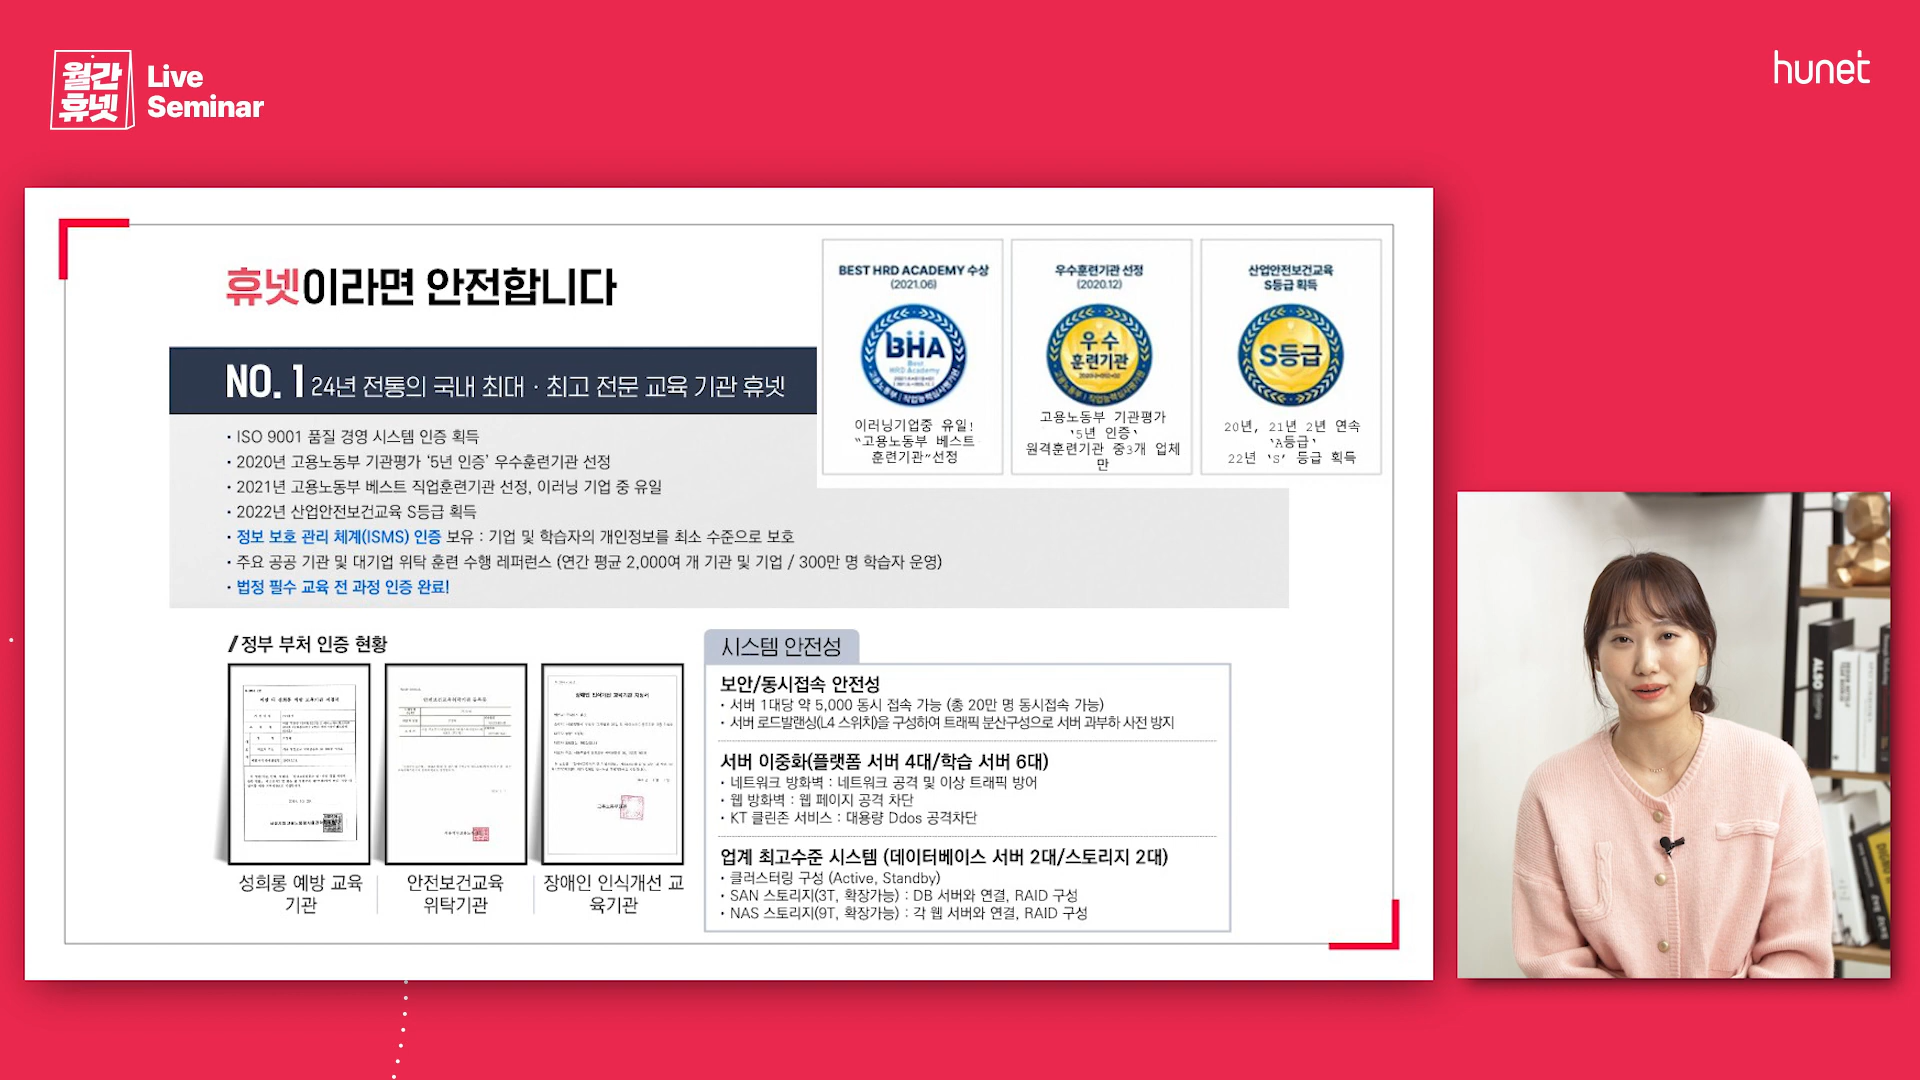 월간
휴넷
Live
Seminar
hunet
휴넷이라면 안전합니다
NO. 1 24년 전통의 국내 최대 · 최고 전문 교육 기관 휴넷
· ISO 9001 품질 경영 시스템 인증 획득
· 2020년 고용노동부 기관평가 ‘5년 인증’ 우수훈련기관 선정
· 2021년 고용노동부 베스트 직업훈련기관 선정, 이러닝 기업 중 유일
· 2022년 산업안전보건교육 S등급 획득
· 정보 보호 관리 체계(ISMS) 인증 보유 : 기업 및 학습자의 개인정보를 최소 수준으로 보호
· 주요 공공 기관 및 대기업 위탁 훈련 수행 레퍼런스 (연간 평균 2,000여 개 기관 및 기업 / 300만 명 학습자 운영)
· 법정 필수 교육 전 과정 인증 완료!
BEST HRD ACADEMY 수상
(2021.06)
BHA
Best
HRD Academy
이러닝기업중 유일!
“고용노동부 베스트
훈련기관”선정
우수훈련기관 선정
(2020.12)
우수
훈련기관
고용노동부 기관평가
‘5년 인증‘
원격훈련기관 중3개 업체
만
산업안전보건교육
S등급 획득
S등급
20년, 21년 2년 연속
‘A등급‘
22년 ‘S’ 등급 획득
/ 정부 부처 인증 현황
성희롱 예방 교육
기관
안전보건교육
위탁기관
장애인 인식개선 교
육기관
시스템 안전성
보안/동시접속 안전성
· 서버 1대당 약 5,000 동시 접속 가능 (총 20만 명 동시접속 가능)
· 서버 로드발랜싱(L4 스위치)을 구성하여 트래픽 분산구성으로 서버 과부하 사전 방지
서버 이중화(플랫폼 서버 4대/학습 서버 6대)
· 네트워크 방화벽 : 네트워크 공격 및 이상 트래픽 방어
· 웹 방화벽 : 웹 페이지 공격 차단
· KT 클린존 서비스 : 대용량 Ddos 공격차단
업계 최고수준 시스템 (데이터베이스 서버 2대/스토리지 2대)
· 클러스터링 구성 (Active, Standby)
· SAN 스토리지(3T, 확장가능) : DB 서버와 연결, RAID 구성
· NAS 스토리지(9T, 확장가능) : 각 웹 서버와 연결, RAID 구성